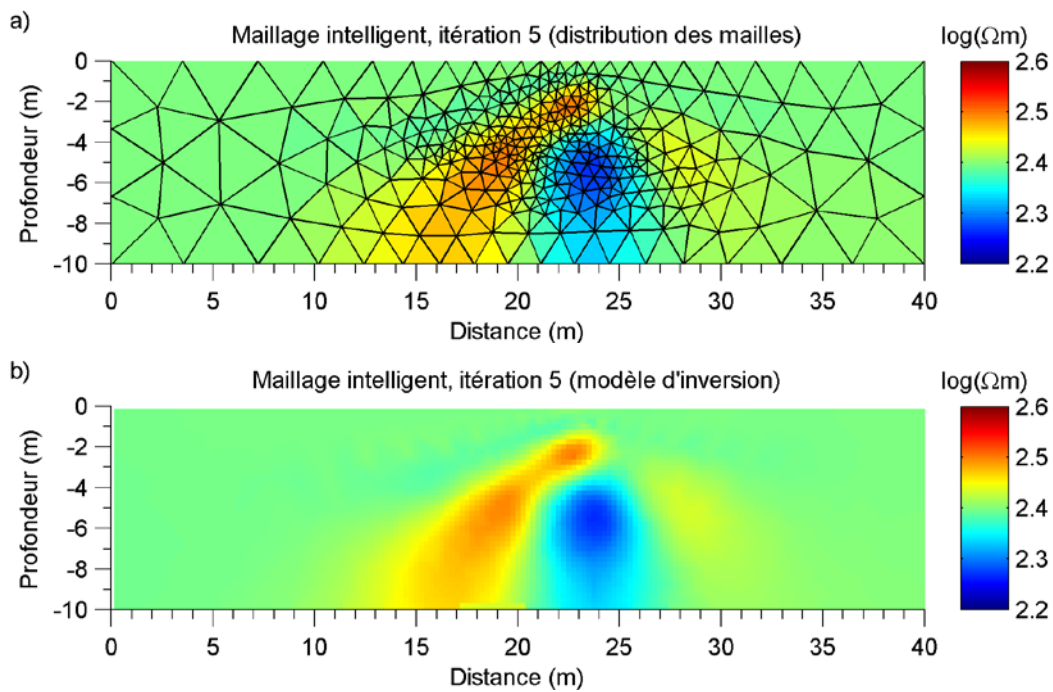 a)
Maillage intelligent, itération 5 (distribution des mailles)
log(Ωm)
Profondeur (m)
0
-2
-4
-6
-8
-10
0 5 10 15 20 25 30 35 40
Distance (m)
2.6
2.5
2.4
2.3
2.2
b)
Maillage intelligent, itération 5 (modèle d'inversion)
log(Ωm)
Profondeur (m)
0
-2
-4
-6
-8
-10
0 5 10 15 20 25 30 35 40
Distance (m)
2.6
2.5
2.4
2.3
2.2